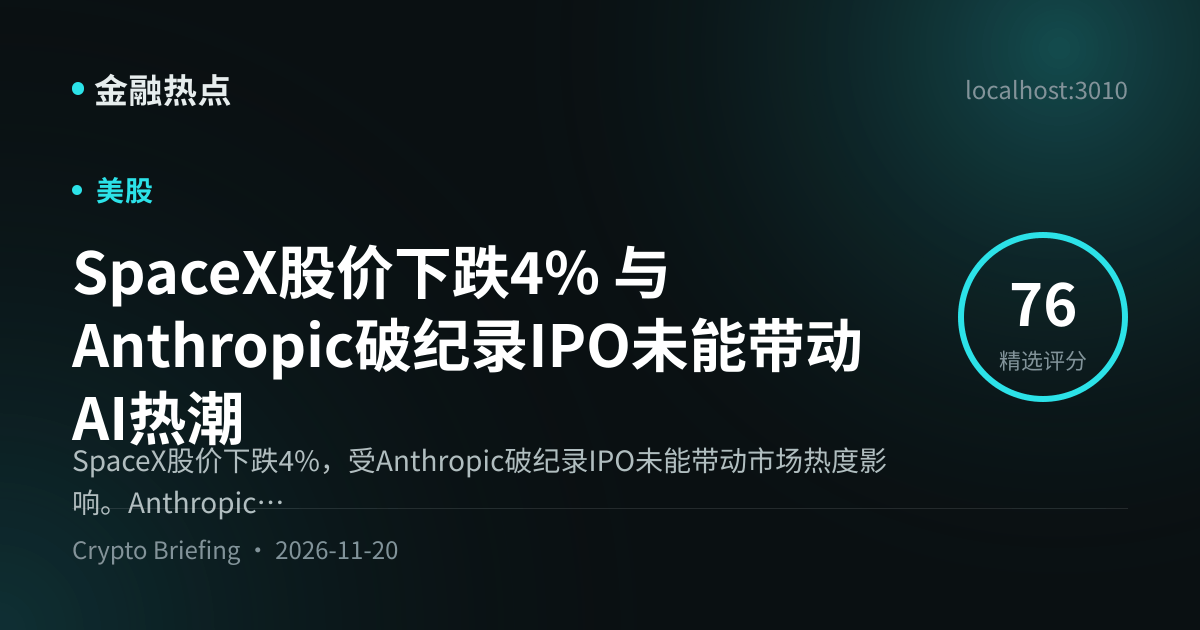 金融热点
localhost:3010
美股
SpaceX股价下跌4% 与
Anthropic破纪录IPO未能带动
AI热潮
76
精选评分
SpaceX股价下跌4%，受Anthropic破纪录IPO未能带动市场热度影
响。Anthropic…
Crypto Briefing · 2026-11-20